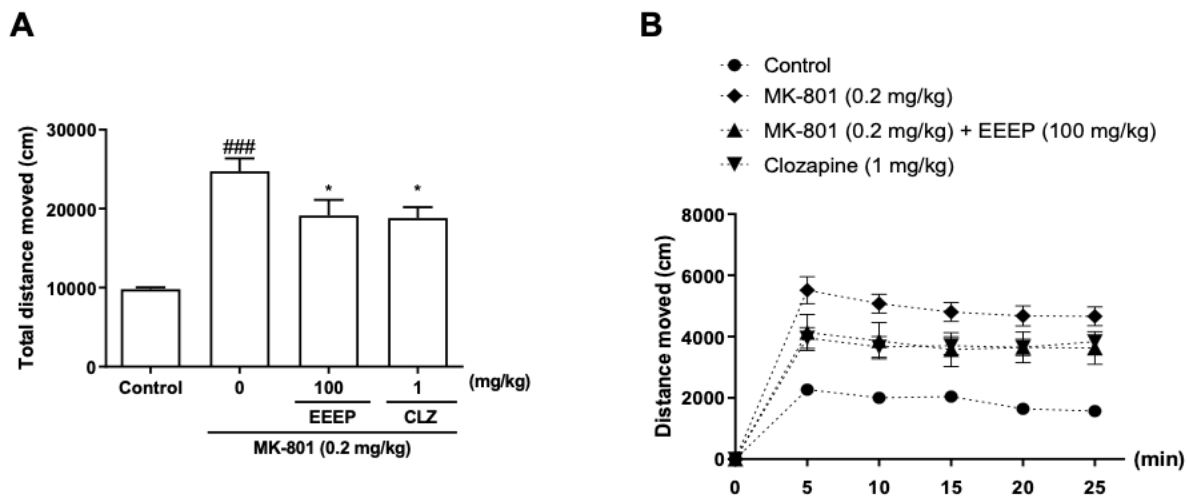 A
Total distance moved (cm)
30000
20000
10000
0
###
*
*
Control
0
100
1
(mg/kg)
EEEP
CLZ
MK-801 (0.2 mg/kg)
B
Control
MK-801 (0.2 mg/kg)
MK-801 (0.2 mg/kg) + EEEP (100 mg/kg)
Clozapine (1 mg/kg)
Distance moved (cm)
8000
6000
4000
2000
0
0
5
10
15
20
25
(min)